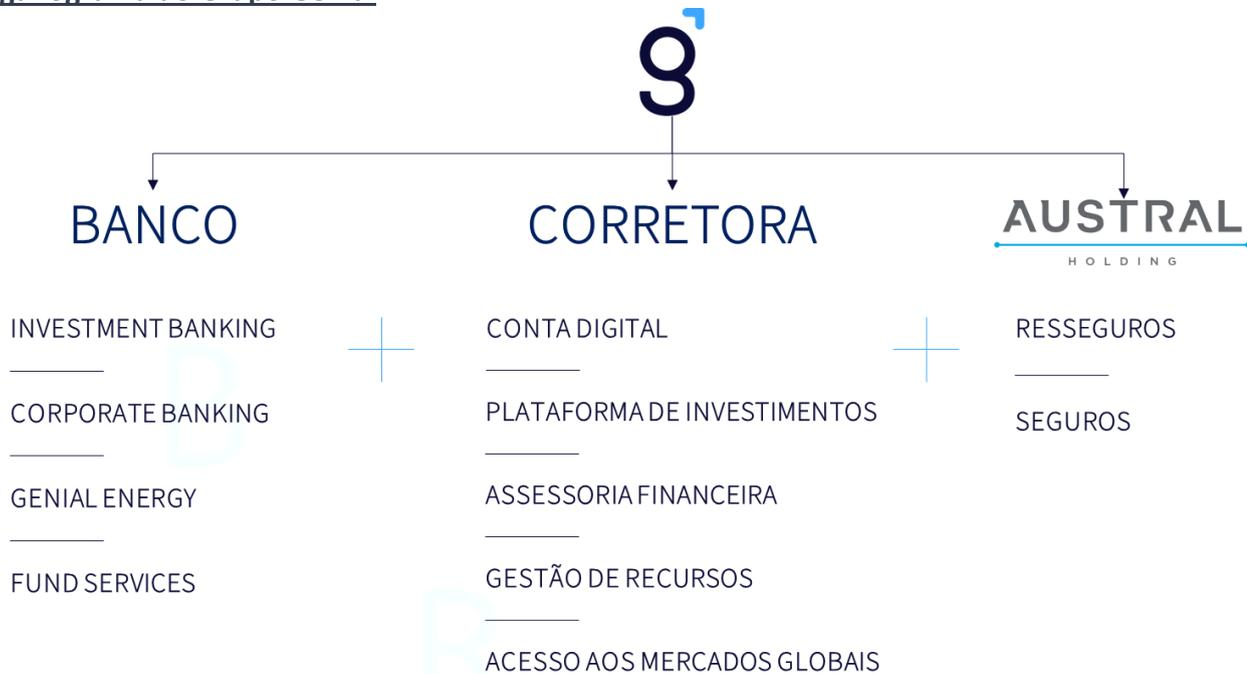 g
BANCO
CORRETORA
AUSTRAL
HOLDING
INVESTMENT BANKING
CORPORATE BANKING
GENIAL ENERGY
FUND SERVICES
CONTA DIGITAL
PLATAFORMA DE INVESTIMENTOS
ASSESSORIA FINANCEIRA
GESTÃO DE RECURSOS
ACESSO AOS MERCADOS GLOBAIS
RESSEGUROS
SEGUROS